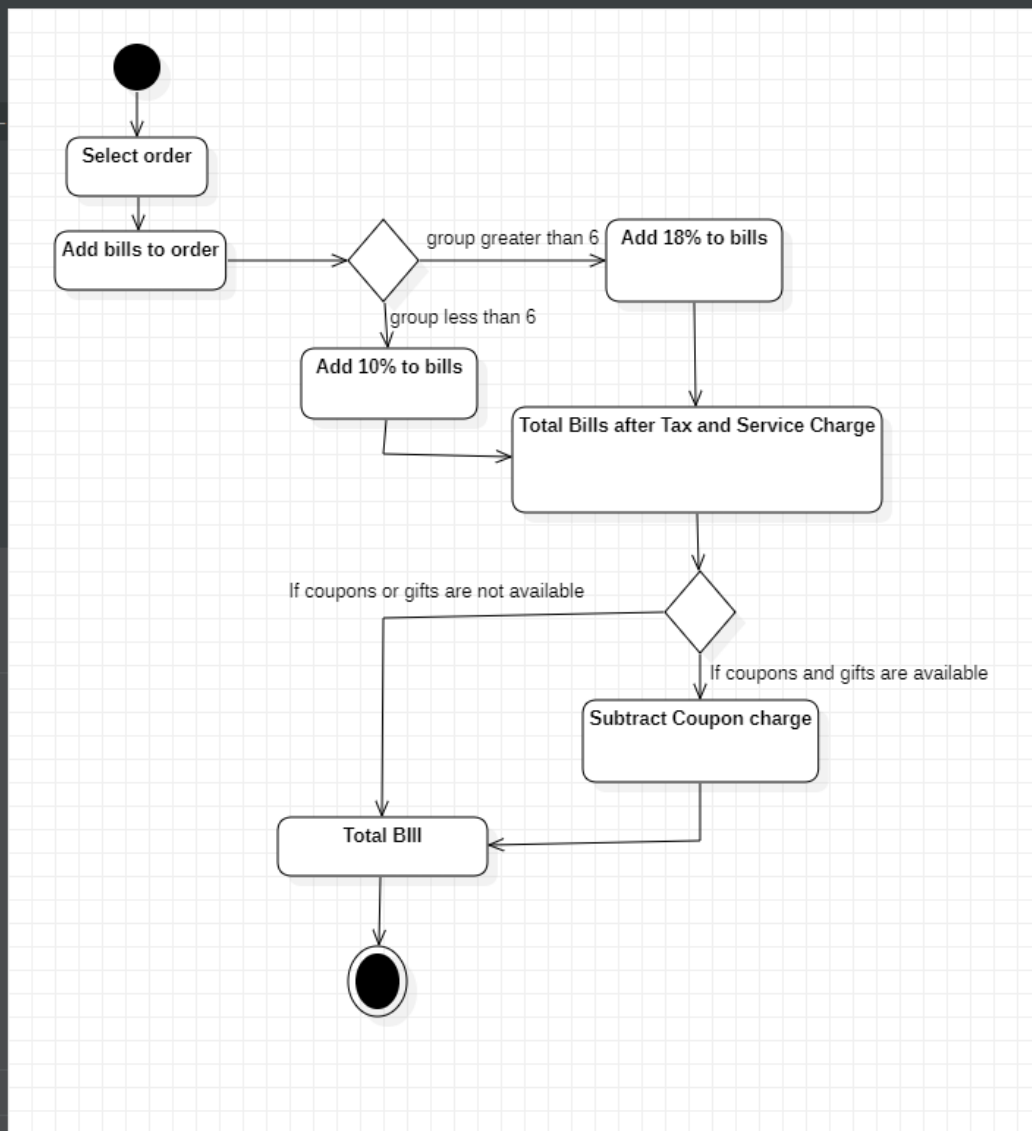 Select order
Add bills to order
group greater than 6
Add 18% to bills
group less than 6
Add 10% to bills
Total Bills after Tax and Service Charge
If coupons or gifts are not available
If coupons and gifts are available
Subtract Coupon charge
Total BIll